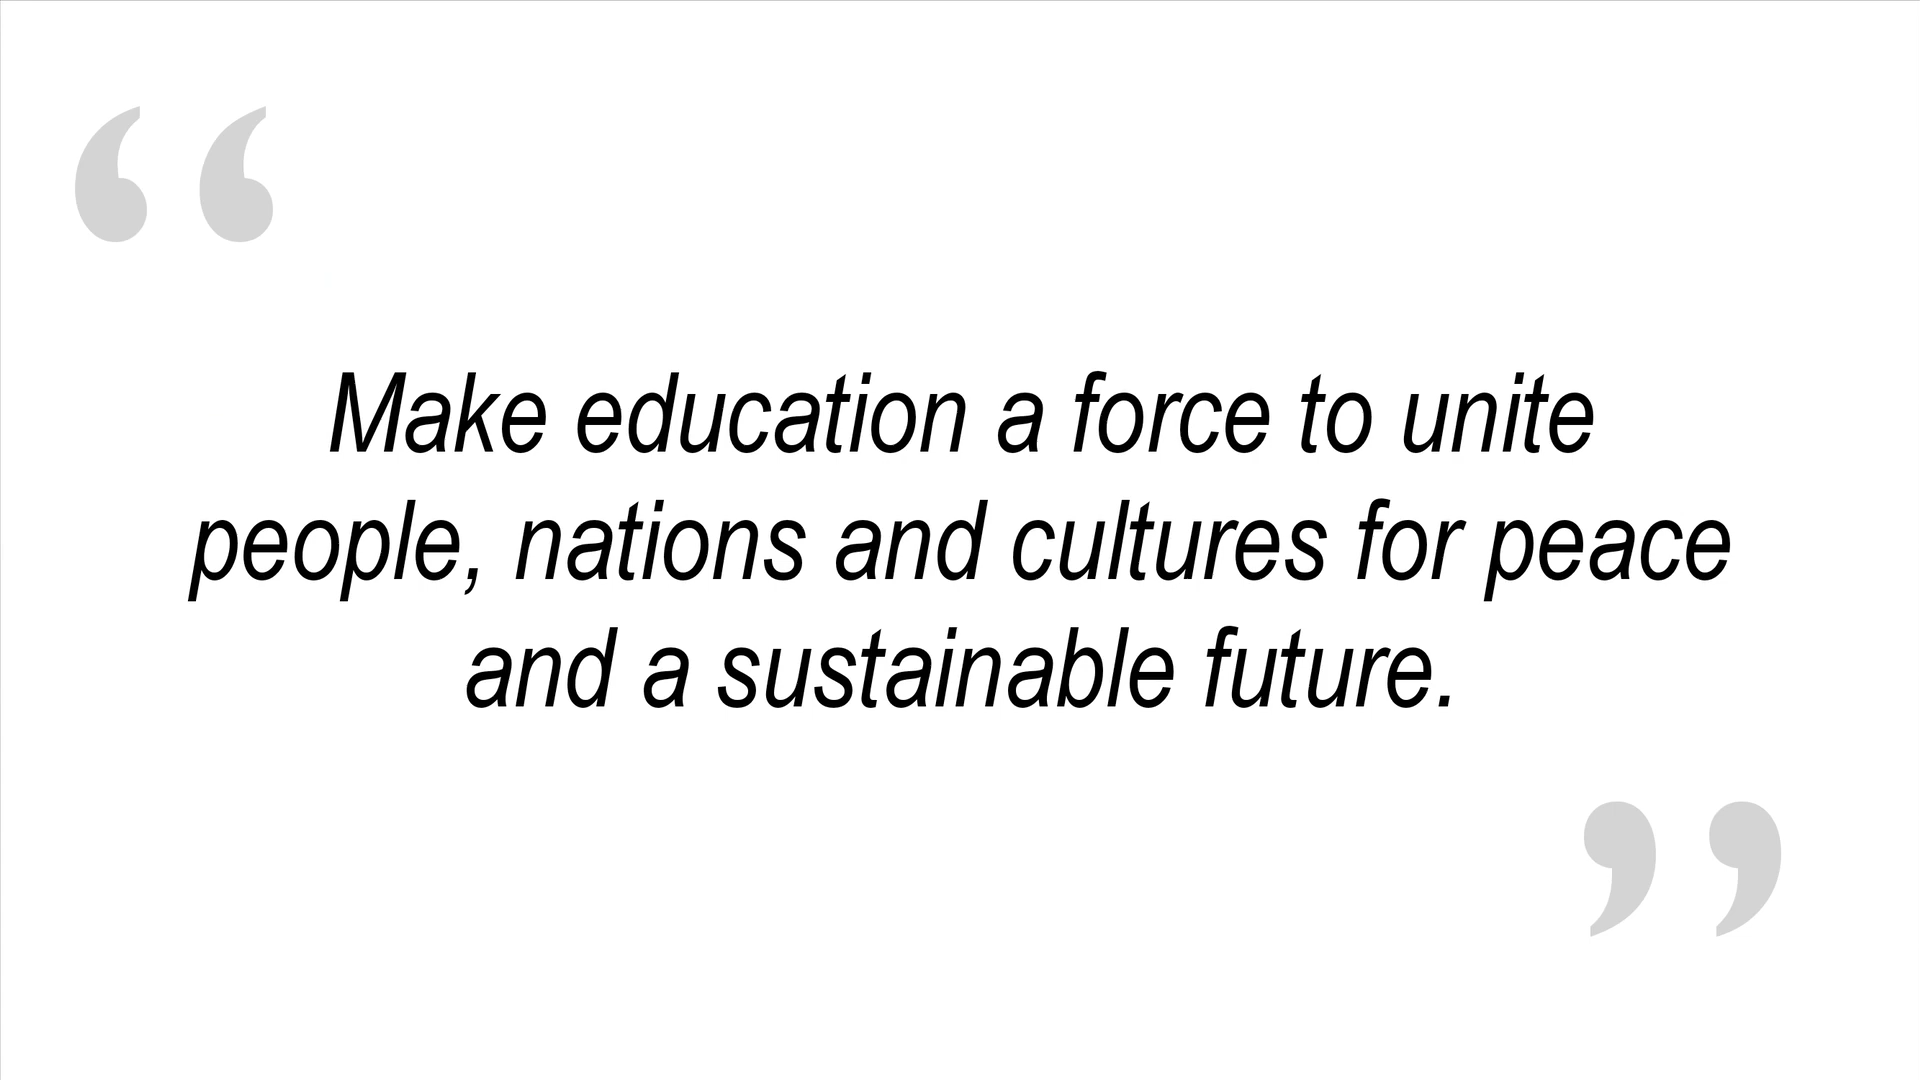 “
Make education a force to unite
people, nations and cultures for peace
and a sustainable future.
”